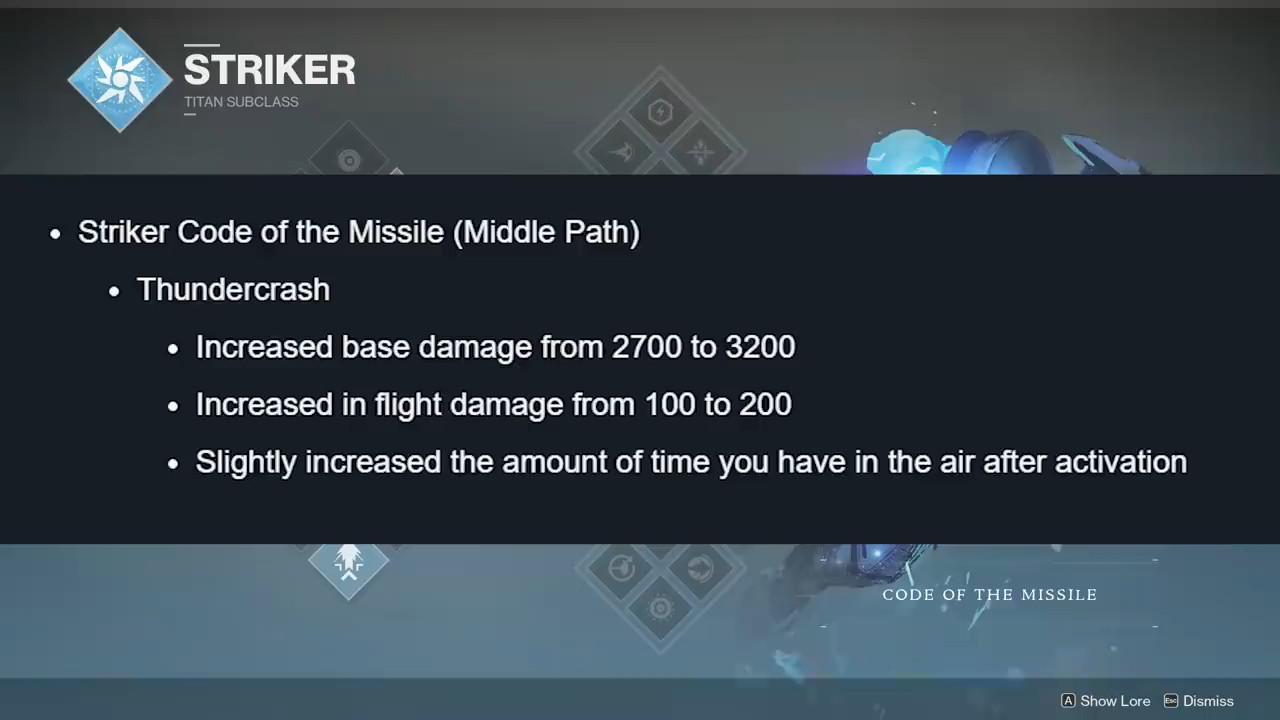 STRIKER
TITAN SUBCLASS
Striker Code of the Missile (Middle Path)
Thundercrash
Increased base damage from 2700 to 3200
Increased in flight damage from 100 to 200
Slightly increased the amount of time you have in the air after activation
CODE OF THE MISSILE
A Show Lore Esc Dismiss